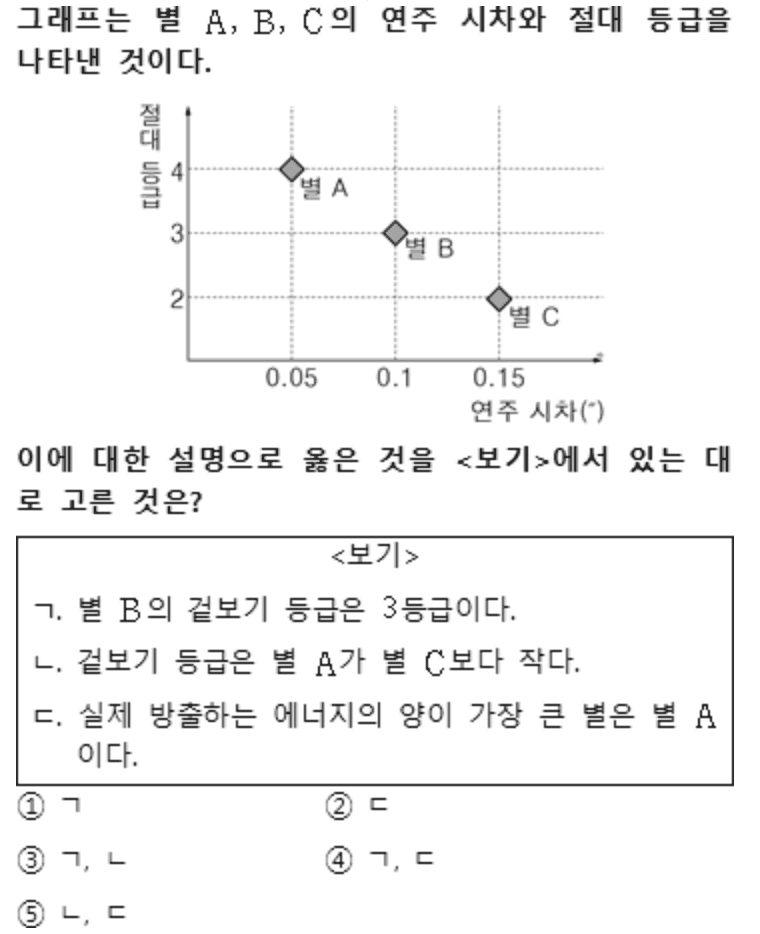 그래프는 별 A, B, C의 연주 시차와 절대 등급을
나타낸 것이다.
절대 등급
4
별 A
3
별 B
2
별 C
0.05 0.1 0.15
연주 시차(″)
이에 대한 설명으로 옳은 것을 <보기>에서 있는 대
로 고른 것은?
<보기>
ㄱ. 별 B의 겉보기 등급은 3등급이다.
ㄴ. 겉보기 등급은 별 A가 별 C보다 작다.
ㄷ. 실제 방출하는 에너지의 양이 가장 큰 별은 별 A
이다.
① ㄱ ② ㄷ
③ ㄱ, ㄴ ④ ㄱ, ㄷ
⑤ ㄴ, ㄷ